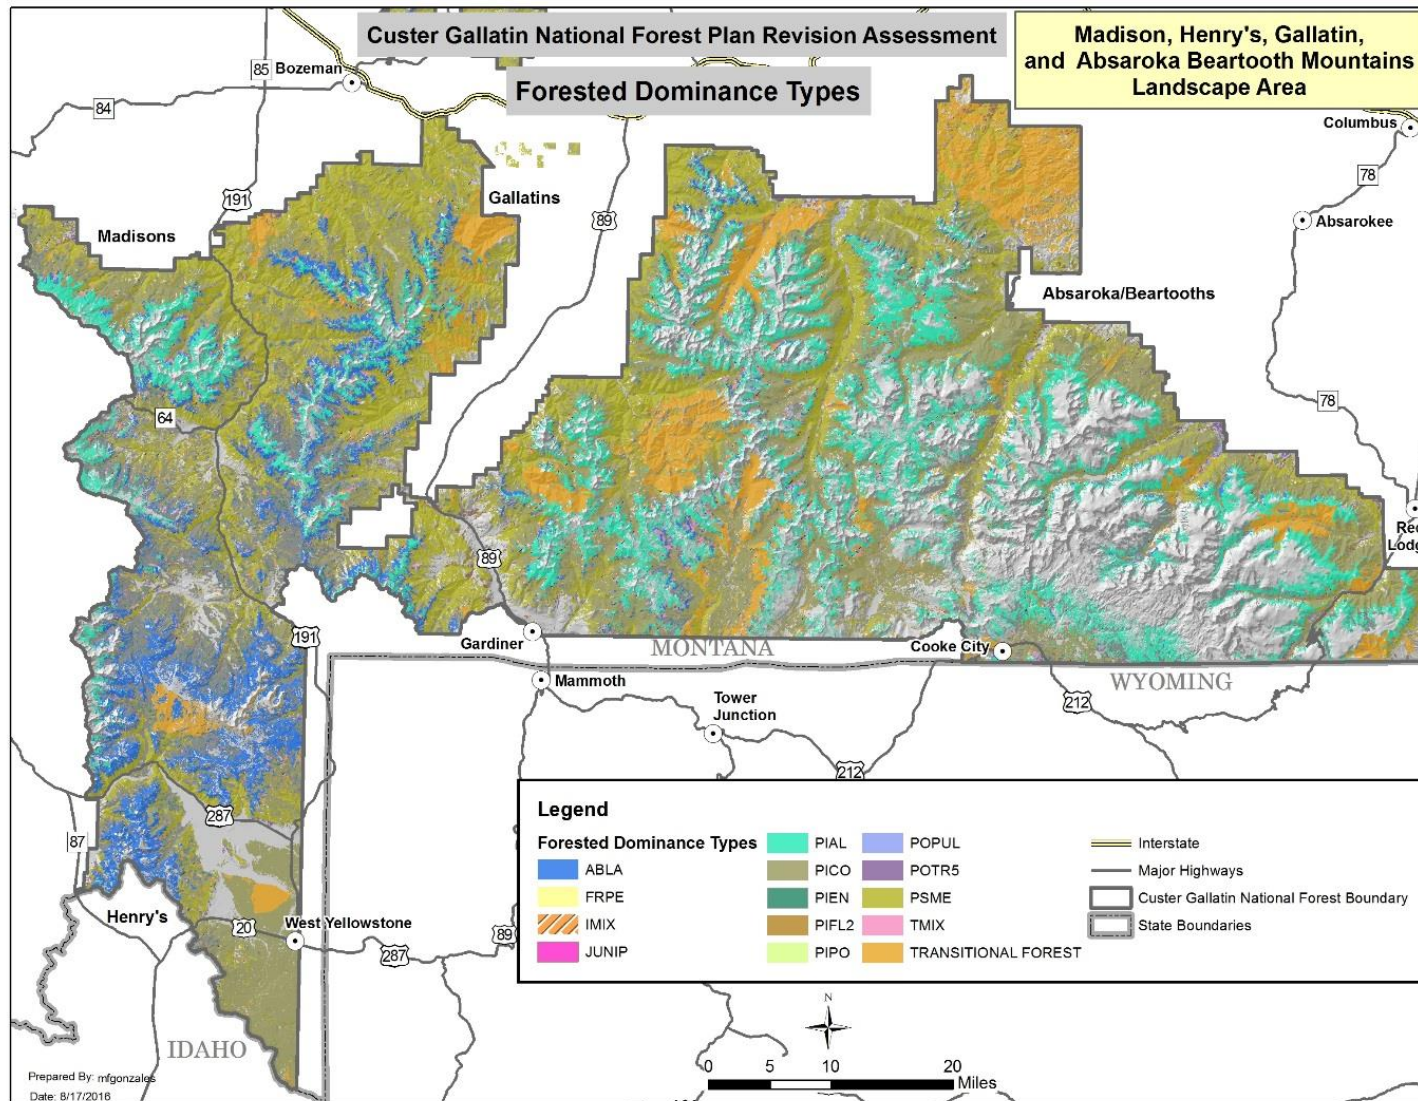 Custer Gallatin National Forest Plan Revision Assessment
Forested Dominance Types
Madison, Henry's, Gallatin,
and Absaroka Beartooth Mountains
Landscape Area
85
Bozeman
84
Columbus
78
191
Gallatins
89
Absarokee
Madisons
Absaroka/Beartooths
78
64
89
191
Gardiner
MONTANA
Cooke City
Mammoth
WYOMING
Tower
Junction
212
212
287
87
Henry's
20
West Yellowstone
89
287
IDAHO
Legend
Forested Dominance Types
ABLA
FRPE
IMIX
JUNIP
PIAL
PICO
PIEN
PIFL2
PIPO
POPUL
POTR5
PSME
TMIX
TRANSITIONAL FOREST
Interstate
Major Highways
Custer Gallatin National Forest Boundary
State Boundaries
N
0 5 10 20
Miles
Prepared By: mfgonzales
Date: 8/17/2016